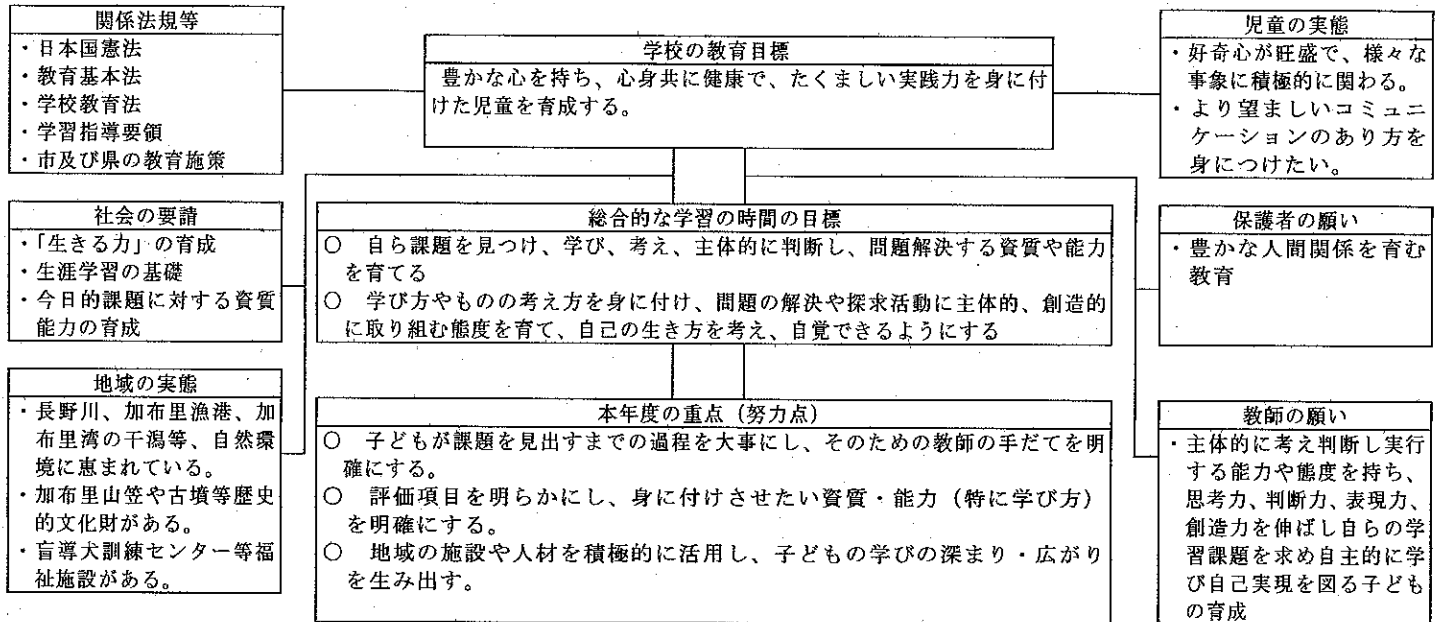 関係法規等
・日本国憲法
・教育基本法
・学校教育法
・学習指導要領
・市及び県の教育施策
学校の教育目標
豊かな心を持ち、心身共に健康で、たくましい実践力を身に付
けた児童を育成する。
児童の実態
・好奇心が旺盛で、様々な
事象に積極的に関わる。
・より望ましいコミュニ
ケーションのあり方を
身につけたい。
社会の要請
・「生きる力」の育成
・生涯学習の基礎
・今日的課題に対する資質
能力の育成
総合的な学習の時間の目標
○ 自ら課題を見つけ、学び、考え、主体的に判断し、問題解決する資質や能力
を育てる
○ 学び方やものの考え方を身に付け、問題の解決や探求活動に主体的、創造的
に取り組む態度を育て、自己の生き方を考え、自覚できるようにする
保護者の願い
・豊かな人間関係を育む
教育
地域の実態
・長野川、加布里漁港、加
布里湾の干潟等、自然環
境に恵まれている。
・加布里山笠や古墳等歴史
的文化財がある。
・盲導犬訓練センター等福
祉施設がある。
本年度の重点（努力点）
○ 子どもが課題を見出すまでの過程を大事にし、そのための教師の手だてを明
確にする。
○ 評価項目を明らかにし、身に付けさせたい資質・能力（特に学び方）
を明確にする。
○ 地域の施設や人材を積極的に活用し、子どもの学びの深まり・広がり
を生み出す。
教師の願い
・主体的に考え判断し実行
する能力や態度を持ち、
思考力、判断力、表現力、
創造力を伸ばし自らの学
習課題を求め自主的に学
び自己実現を図る子ども
の育成